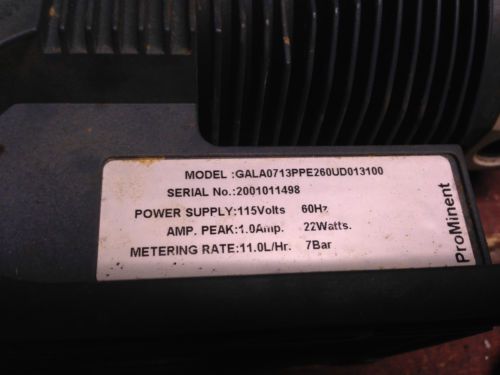 MODEL :GALA0713PPE260UD013100
SERIAL No.:2001011498
POWER SUPPLY:115Volts 60Hz
AMP. PEAK:1.0Amp. 22Watts.
METERING RATE:11.0L/Hr. 7Bar
ProMinent